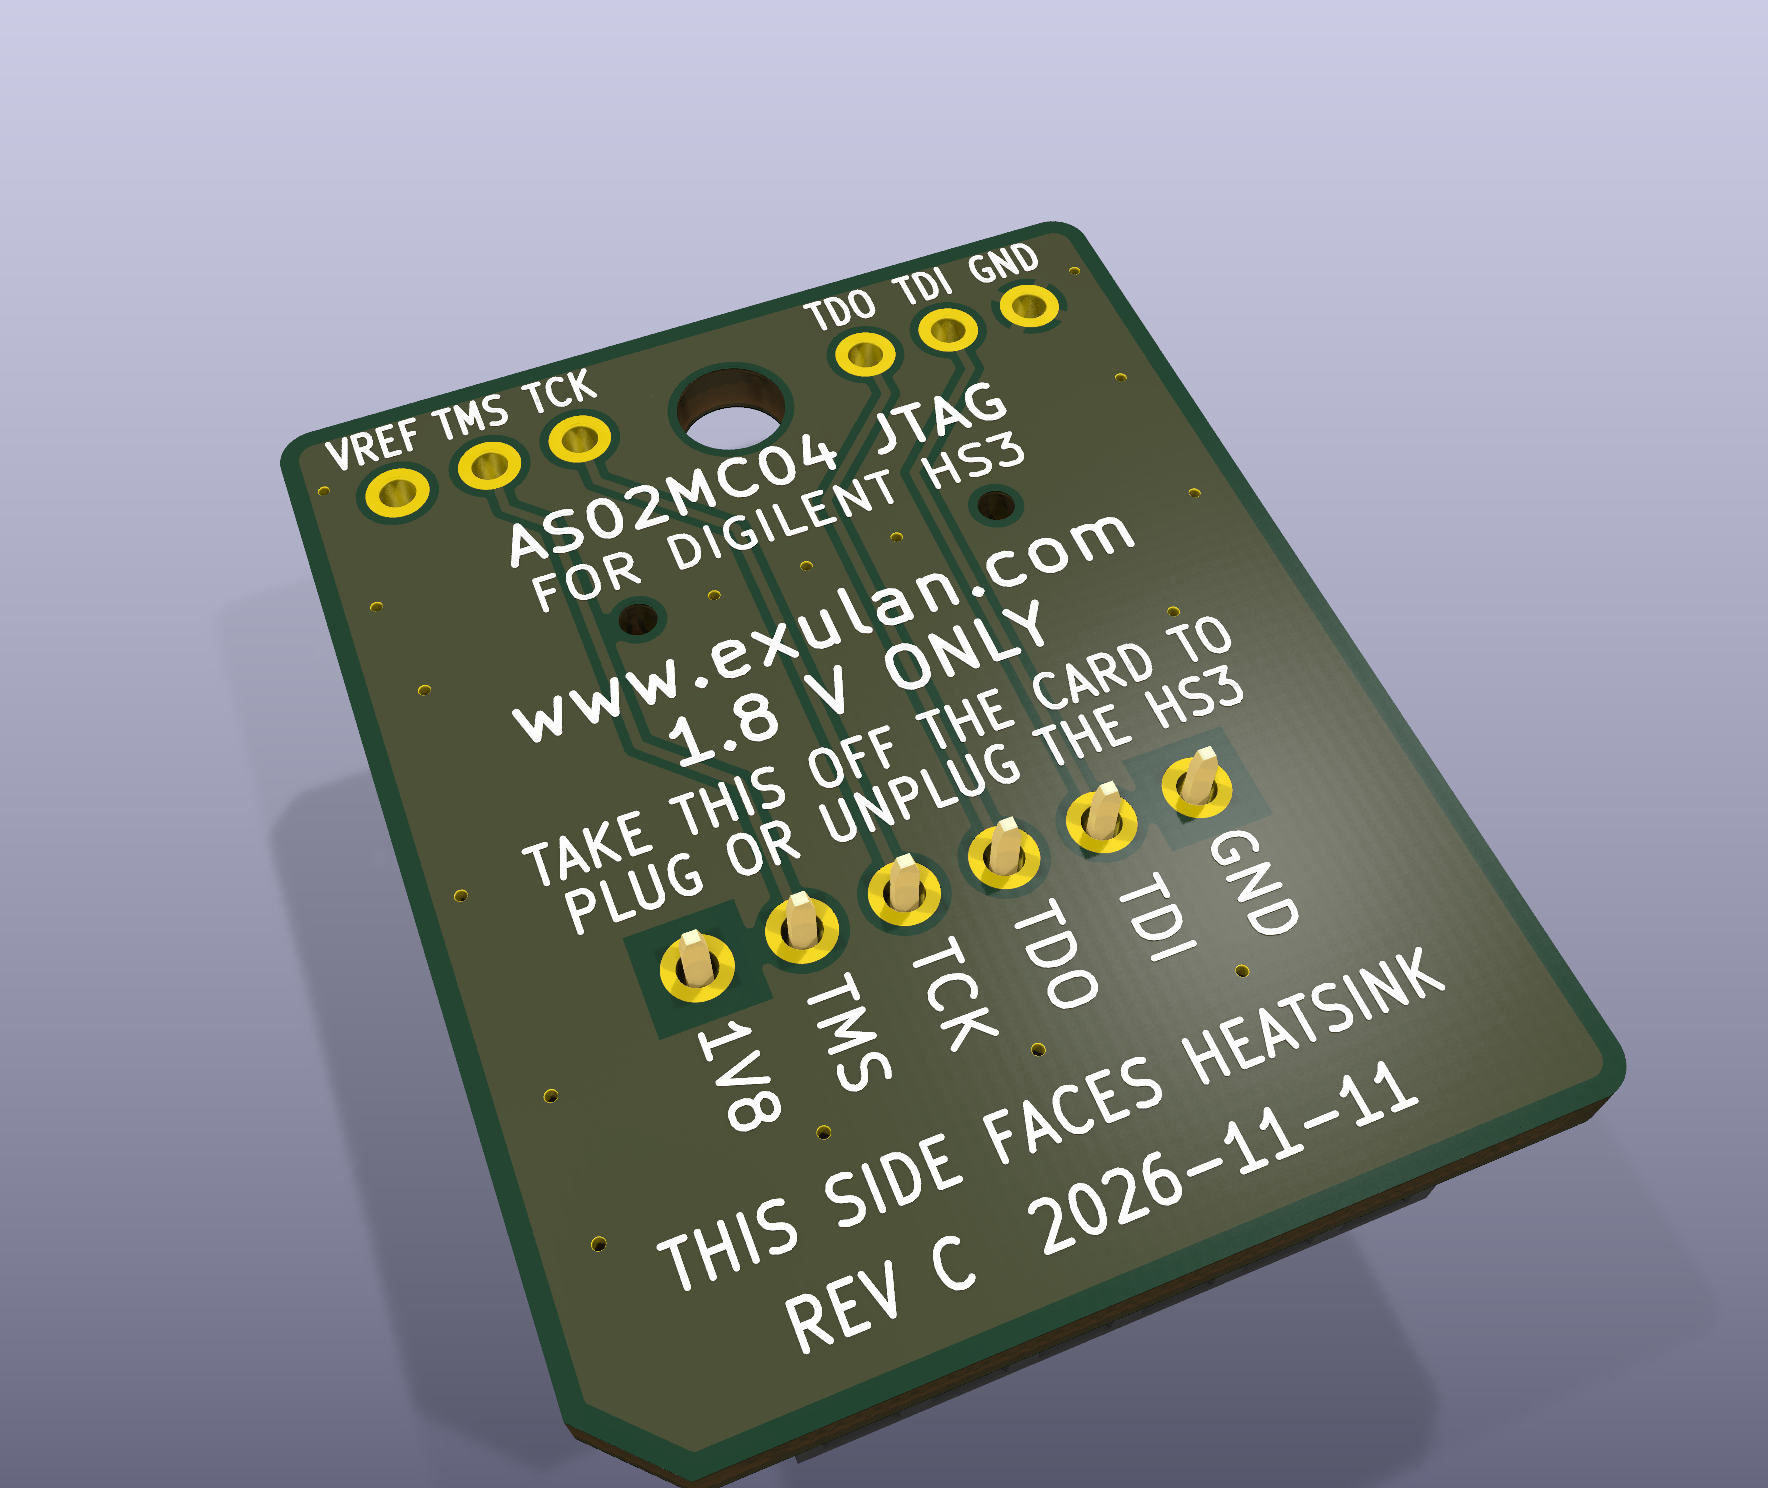 TDO TDI GND
VREF TMS TCK
AS02MC04 JTAG
FOR DIGILENT HS3
www.exulan.com
1.8 V ONLY
TAKE THIS OFF THE CARD TO
PLUG OR UNPLUG THE HS3
1V8 TMS TCK TDO TDI GND
THIS SIDE FACES HEATSINK
REV C 2026-11-11